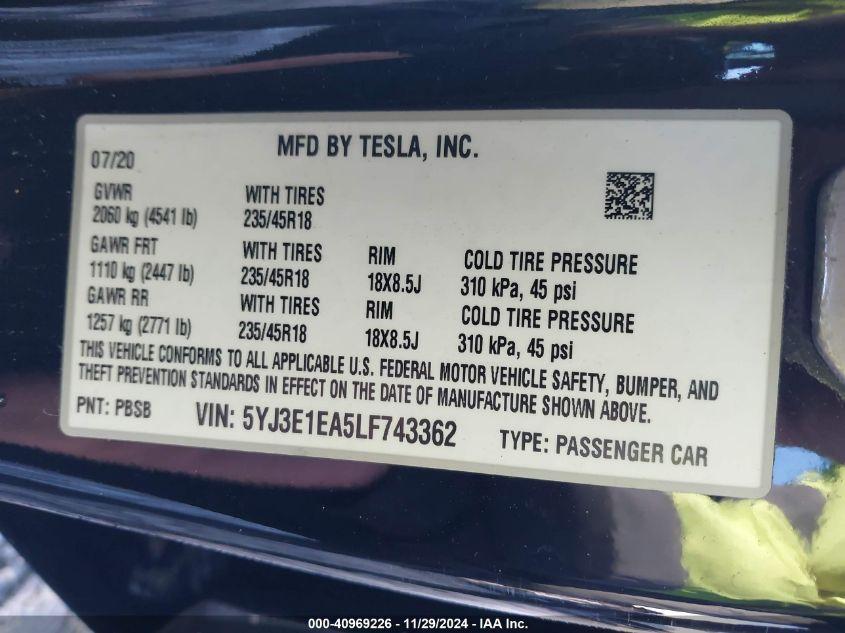 MFD BY TESLA, INC.
07/20
GVWR WITH TIRES
2060 kg (4541 lb) 235/45R18
GAWR FRT WITH TIRES RIM COLD TIRE PRESSURE
1110 kg (2447 lb) 235/45R18 18X8.5J 310 kPa, 45 psi
GAWR RR WITH TIRES RIM COLD TIRE PRESSURE
1257 kg (2771 lb) 235/45R18 18X8.5J 310 kPa, 45 psi
THIS VEHICLE CONFORMS TO ALL APPLICABLE U.S. FEDERAL MOTOR VEHICLE SAFETY, BUMPER, AND
THEFT PREVENTION STANDARDS IN EFFECT ON THE DATE OF MANUFACTURE SHOWN ABOVE.
PNT: PBSB VIN: 5YJ3E1EA5LF743362 TYPE: PASSENGER CAR
000-40969226 - 11/29/2024 - IAA Inc.